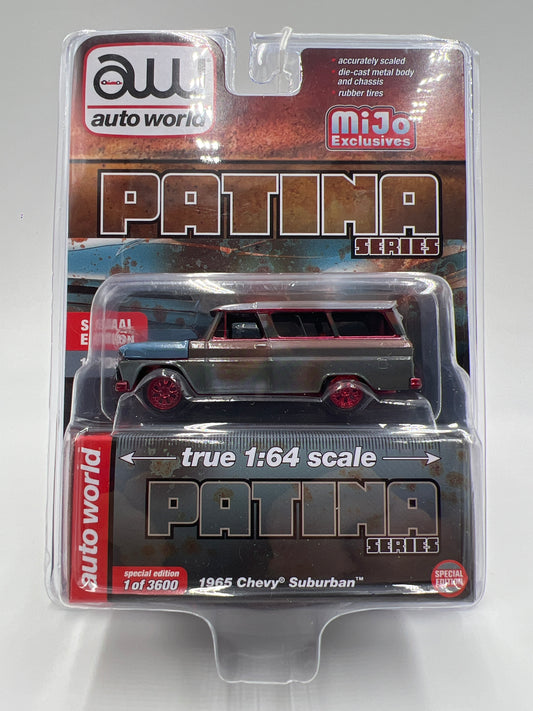 aw
auto world
• accurately scaled
• die-cast metal body
and chassis
• rubber tires
MiJo
Exclusives
PATINA
SERIES
SPECIAL
EDITION
true 1:64 scale
PATINA
SERIES
auto world
special edition
1 of 3600
1965 Chevy® Suburban™
SPECIAL
EDITION